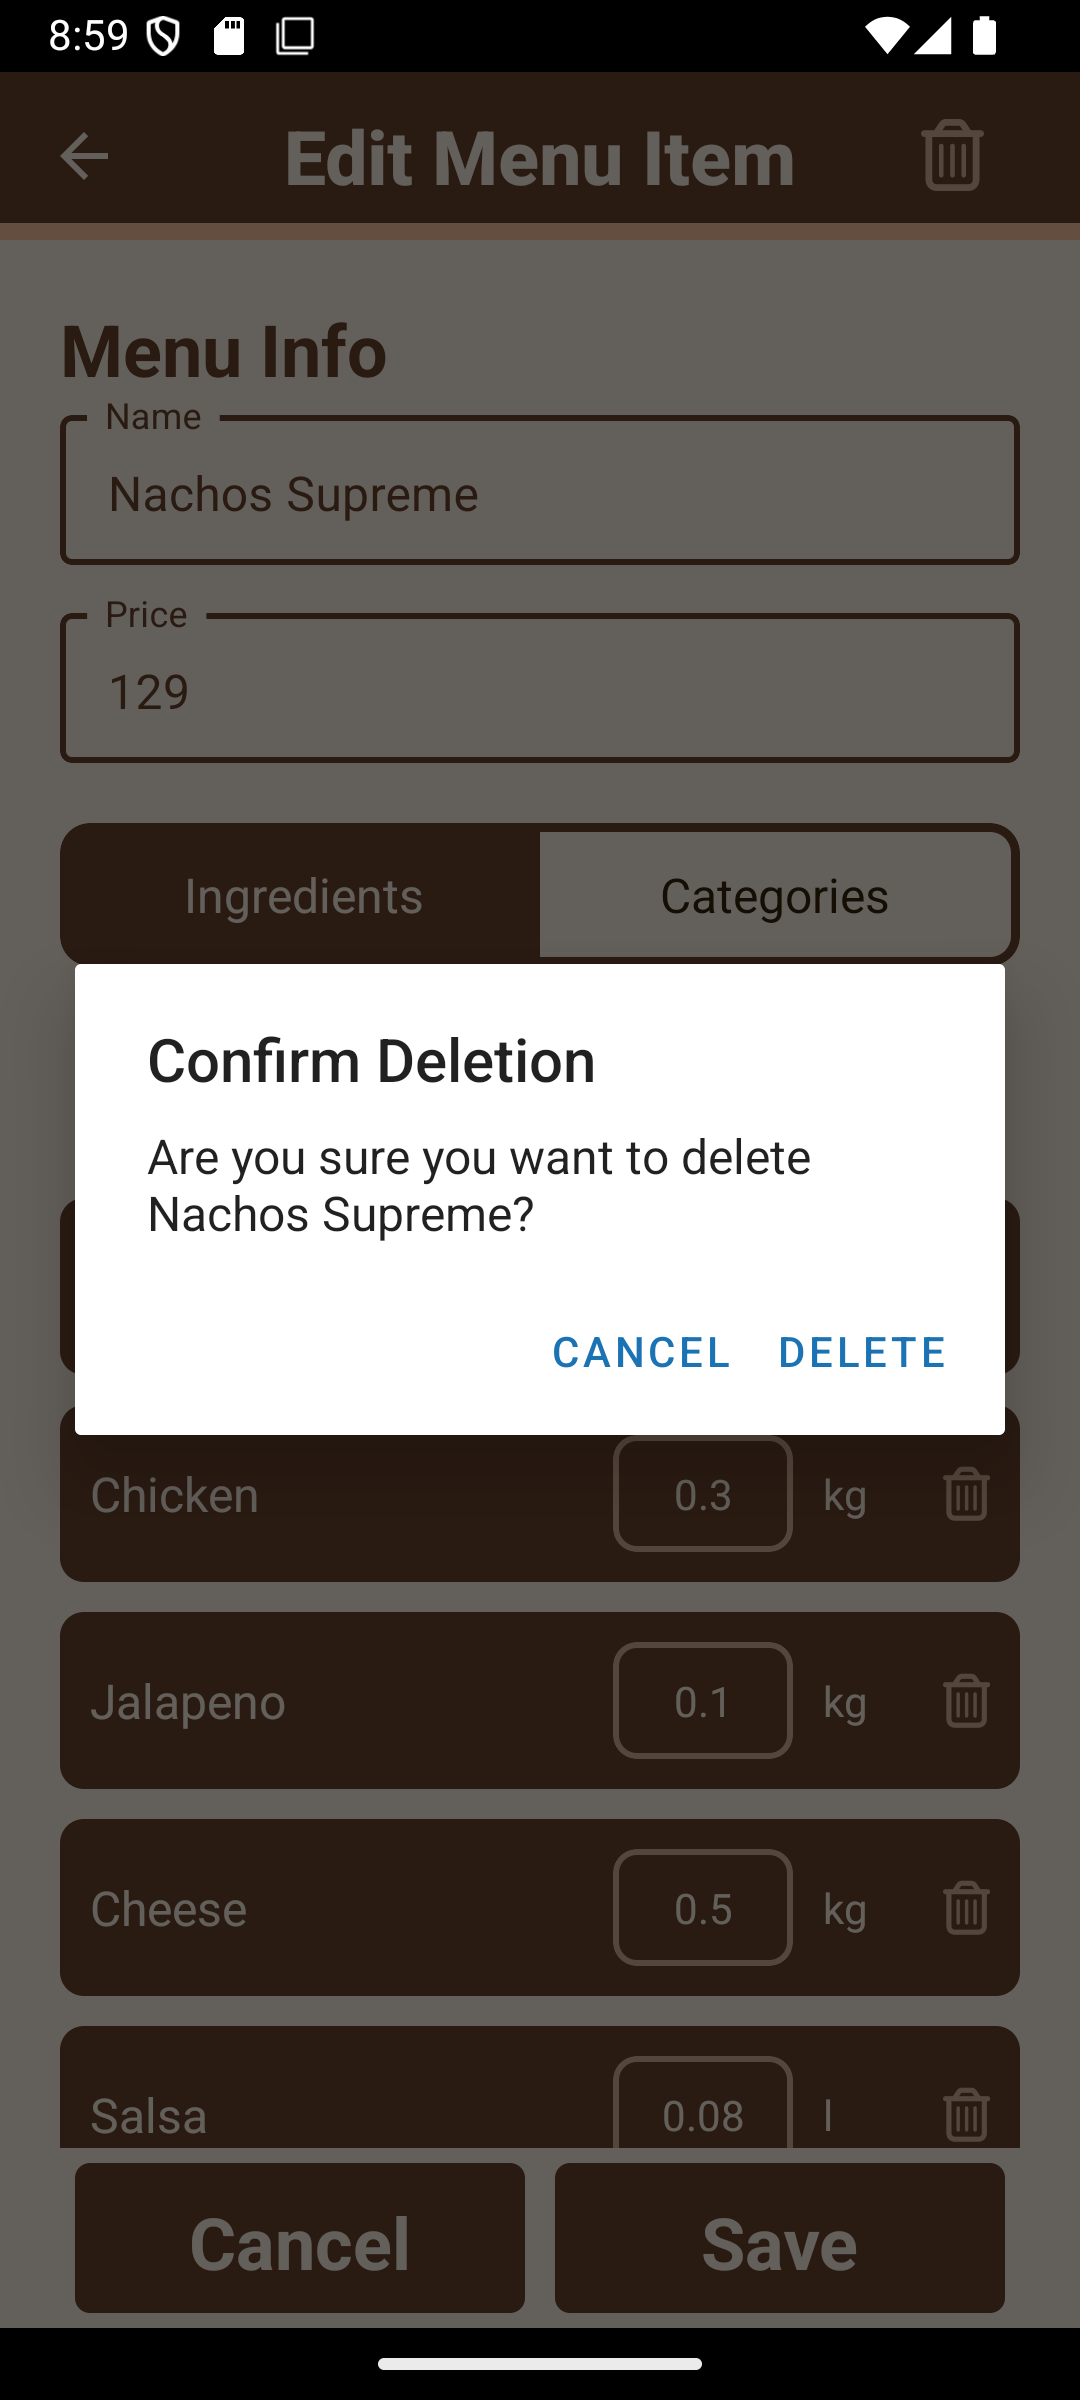 8:59
Edit Menu Item
Menu Info
Name
Nachos Supreme
Price
129
Ingredients
Categories
Confirm Deletion
Are you sure you want to delete
Nachos Supreme?
CANCEL
DELETE
Chicken
0.3
kg
Jalapeno
0.1
kg
Cheese
0.5
kg
Salsa
0.08
l
Cancel
Save